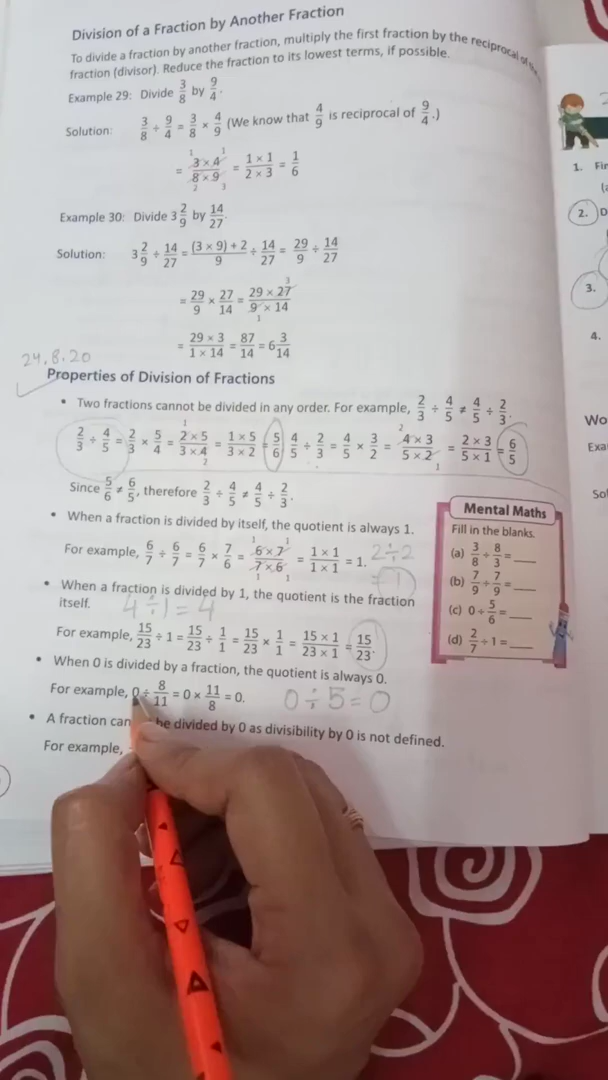 Division of a Fraction by Another Fraction
To divide a fraction by another fraction, multiply the first fraction by the reciprocal of
fraction (divisor). Reduce the fraction to its lowest terms, if possible.
Example 29: Divide 3/8 by 9/4.
Solution: 3/8 ÷ 9/4 = 3/8 × 4/9 (We know that 4/9 is reciprocal of 9/4.)
= (3 × 4)/(8 × 9) = (1 × 1)/(2 × 3) = 1/6
Example 30: Divide 3 2/9 by 14/27.
Solution: 3 2/9 ÷ 14/27 = ((3 × 9) + 2)/9 ÷ 14/27 = 29/9 ÷ 14/27
= 29/9 × 27/14 = (29 × 27)/(9 × 14)
= (29 × 3)/(1 × 14) = 87/14 = 6 3/14
24.8.20
Properties of Division of Fractions
• Two fractions cannot be divided in any order. For example, 2/3 ÷ 4/5 ≠ 4/5 ÷ 2/3.
2/3 ÷ 4/5 = 2/3 × 5/4 = (2 × 5)/(3 × 4) = (1 × 5)/(3 × 2) = 5/6, 4/5 ÷ 2/3 = 4/5 × 3/2 = (4 × 3)/(5 × 2) = (2 × 3)/(5 × 1) = 6/5
Since 5/6 ≠ 6/5, therefore 2/3 ÷ 4/5 ≠ 4/5 ÷ 2/3.
• When a fraction is divided by itself, the quotient is always 1.
For example, 6/7 ÷ 6/7 = 6/7 × 7/6 = (6 × 7)/(7 × 6) = (1 × 1)/(1 × 1) = 1. 2÷2
=1
• When a fraction is divided by 1, the quotient is the fraction
itself. 4÷1=4
For example, 15/23 ÷ 1 = 15/23 ÷ 1/1 = 15/23 × 1/1 = (15 × 1)/(23 × 1) = 15/23.
• When 0 is divided by a fraction, the quotient is always 0.
For example, 0 ÷ 8/11 = 0 × 11/8 = 0. 0÷5=0
• A fraction be divided by 0 as divisibility by 0 is not defined.
For example,
Mental Maths
Fill in the blanks.
(a) 3/8 ÷ 8/3 = ___
(b) 7/9 ÷ 7/9 = ___
(c) 0 ÷ 5/6 = ___
(d) 2/7 ÷ 1 = ___
1.
2.
3.
4.